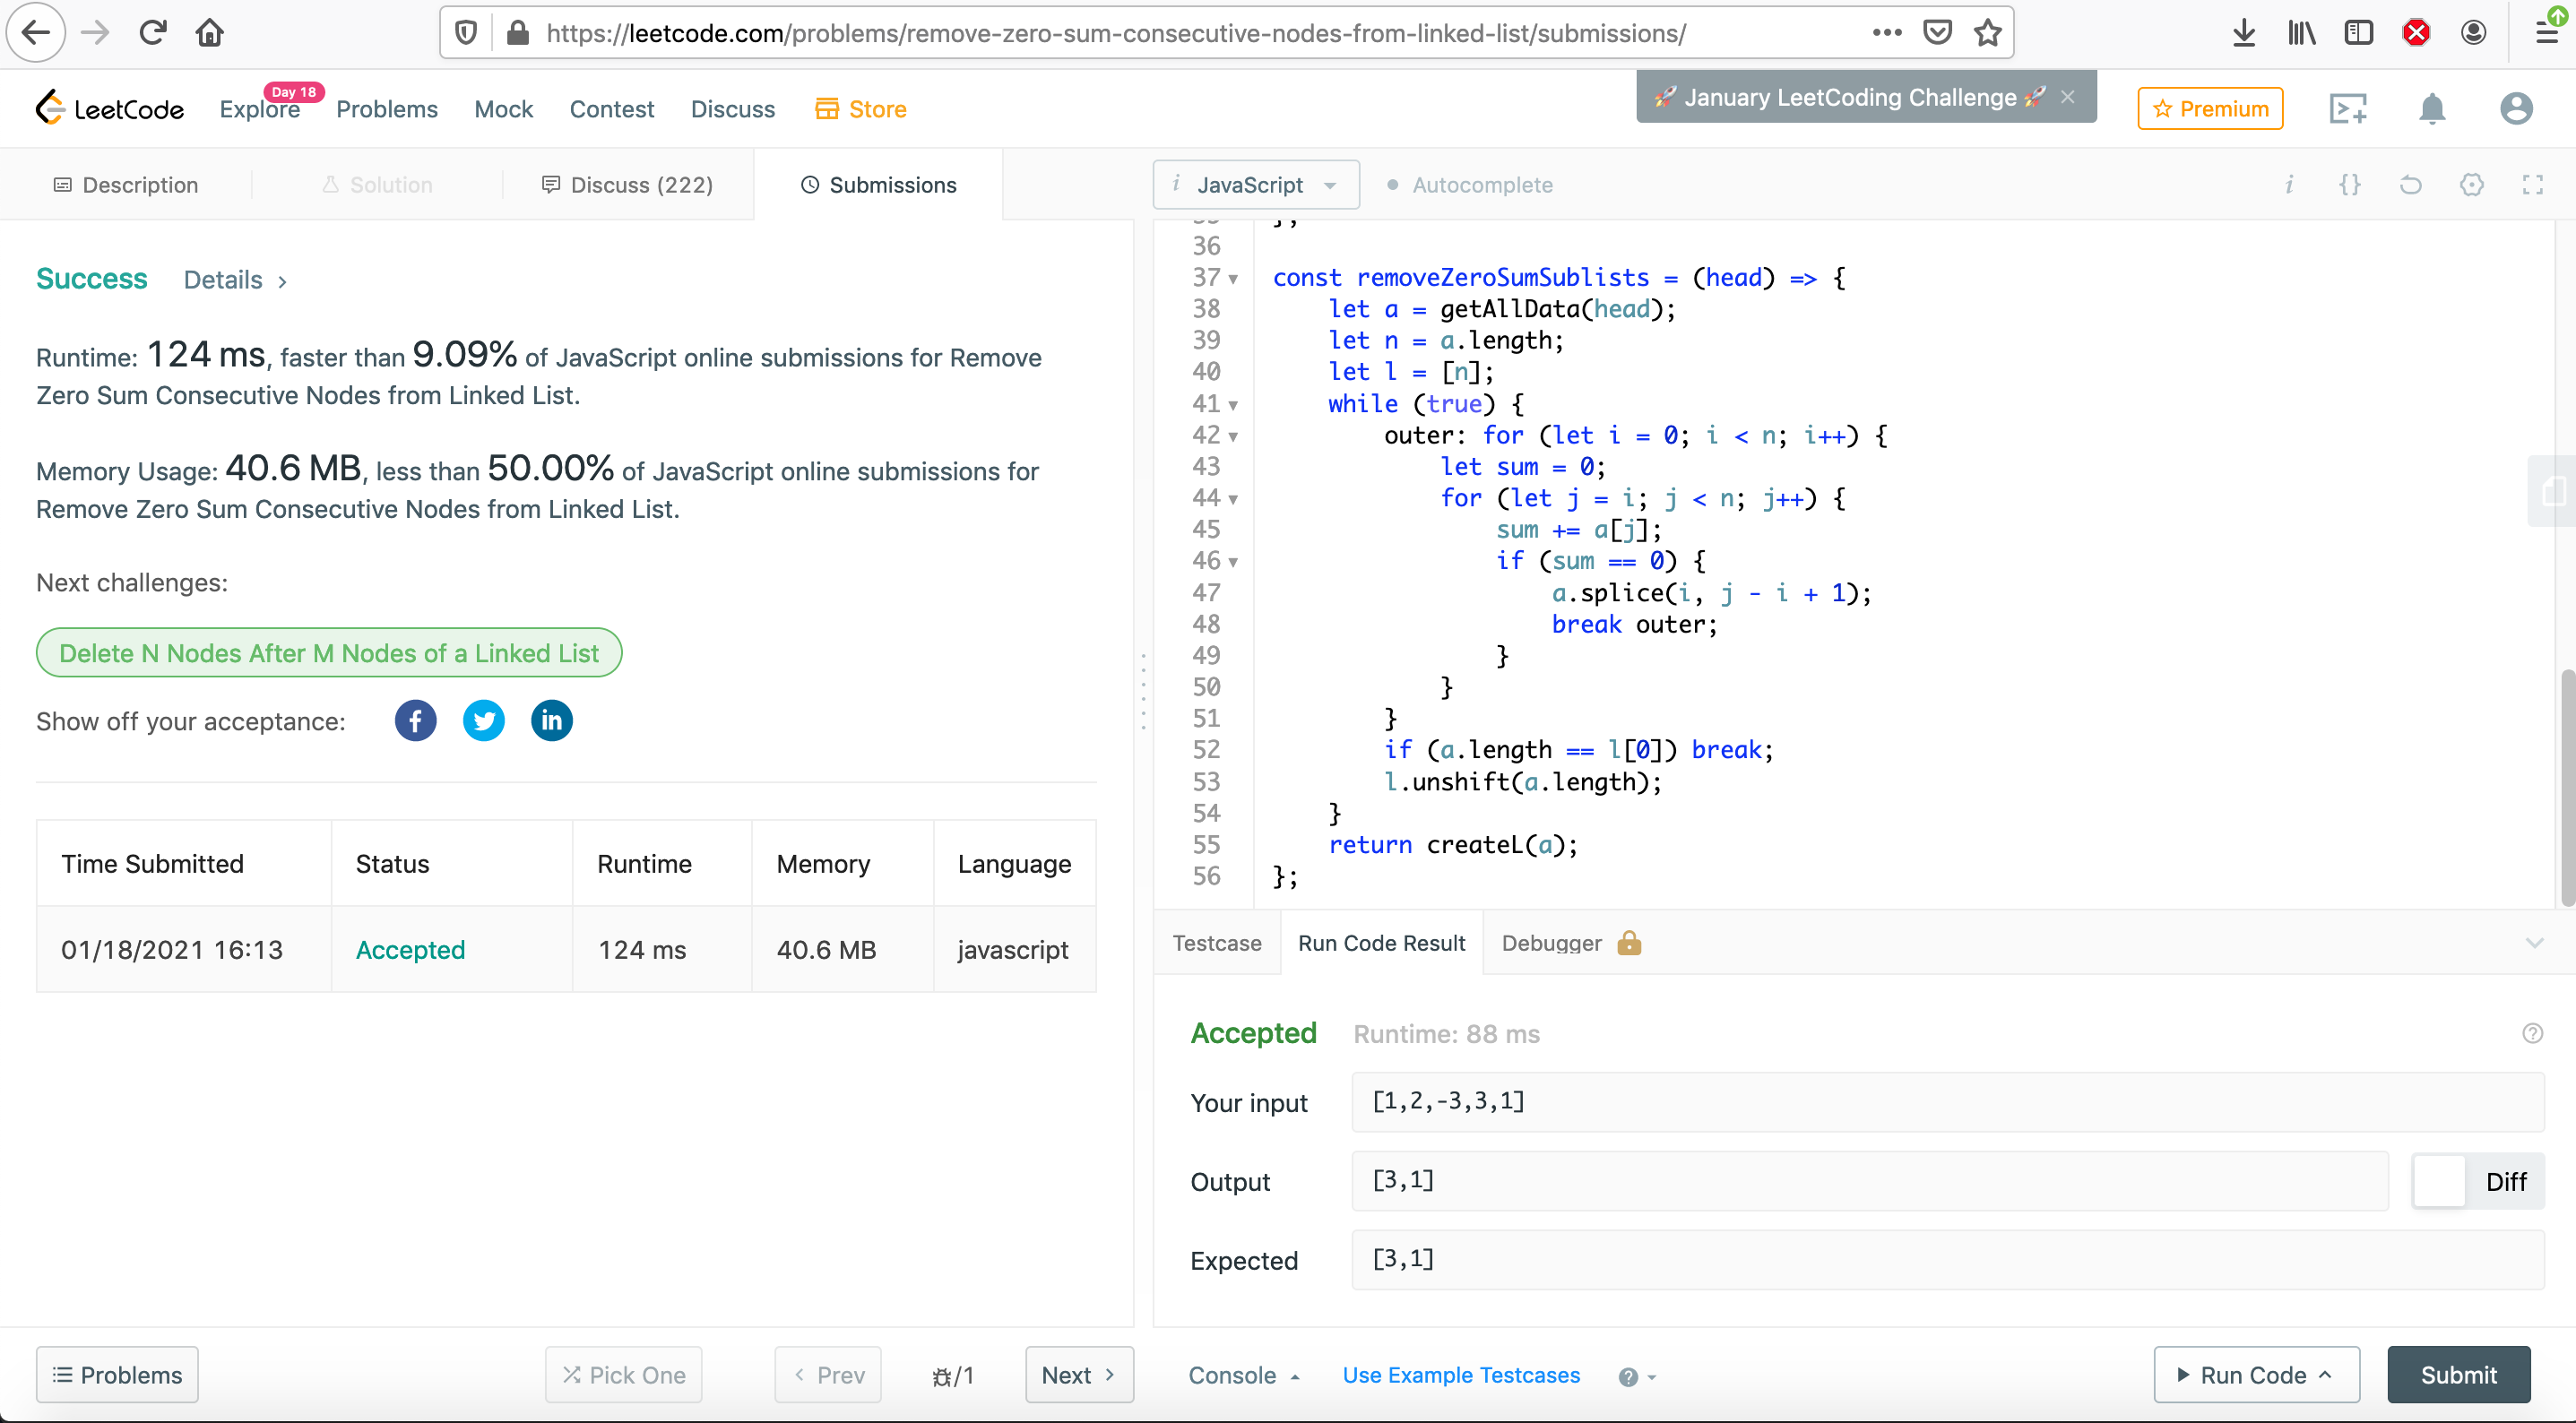 https://leetcode.com/problems/remove-zero-sum-consecutive-nodes-from-linked-list/submissions/
LeetCode
Explore
Day 18
Problems
Mock
Contest
Discuss
Store
🚀 January LeetCoding Challenge 🚀 ×
Premium
Description
Solution
Discuss (222)
Submissions
i JavaScript
Autocomplete
Success Details >
Runtime: 124 ms, faster than 9.09% of JavaScript online submissions for Remove
Zero Sum Consecutive Nodes from Linked List.
Memory Usage: 40.6 MB, less than 50.00% of JavaScript online submissions for
Remove Zero Sum Consecutive Nodes from Linked List.
Next challenges:
Delete N Nodes After M Nodes of a Linked List
Show off your acceptance:
Time Submitted Status Runtime Memory Language
01/18/2021 16:13 Accepted 124 ms 40.6 MB javascript
35 };
36
37 const removeZeroSumSublists = (head) => {
38 let a = getAllData(head);
39 let n = a.length;
40 let l = [n];
41 while (true) {
42 outer: for (let i = 0; i < n; i++) {
43 let sum = 0;
44 for (let j = i; j < n; j++) {
45 sum += a[j];
46 if (sum == 0) {
47 a.splice(i, j - i + 1);
48 break outer;
49 }
50 }
51 }
52 if (a.length == l[0]) break;
53 l.unshift(a.length);
54 }
55 return createL(a);
56 };
Testcase
Run Code Result
Debugger
Accepted Runtime: 88 ms
Your input [1,2,-3,3,1]
Output [3,1] Diff
Expected [3,1]
Problems
Pick One
< Prev
/1
Next >
Console
Use Example Testcases
Run Code
Submit